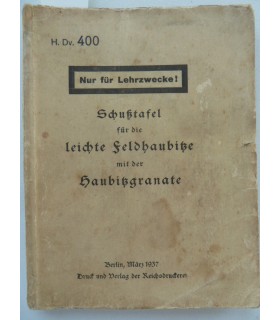 H. Dv. 400
Nur für Lehrzwecke!
Schußtafel
für die
leichte Feldhaubitze
mit der
Haubitzgranate
Berlin, März 1937
Druck und Verlag der Reichsdruckerei